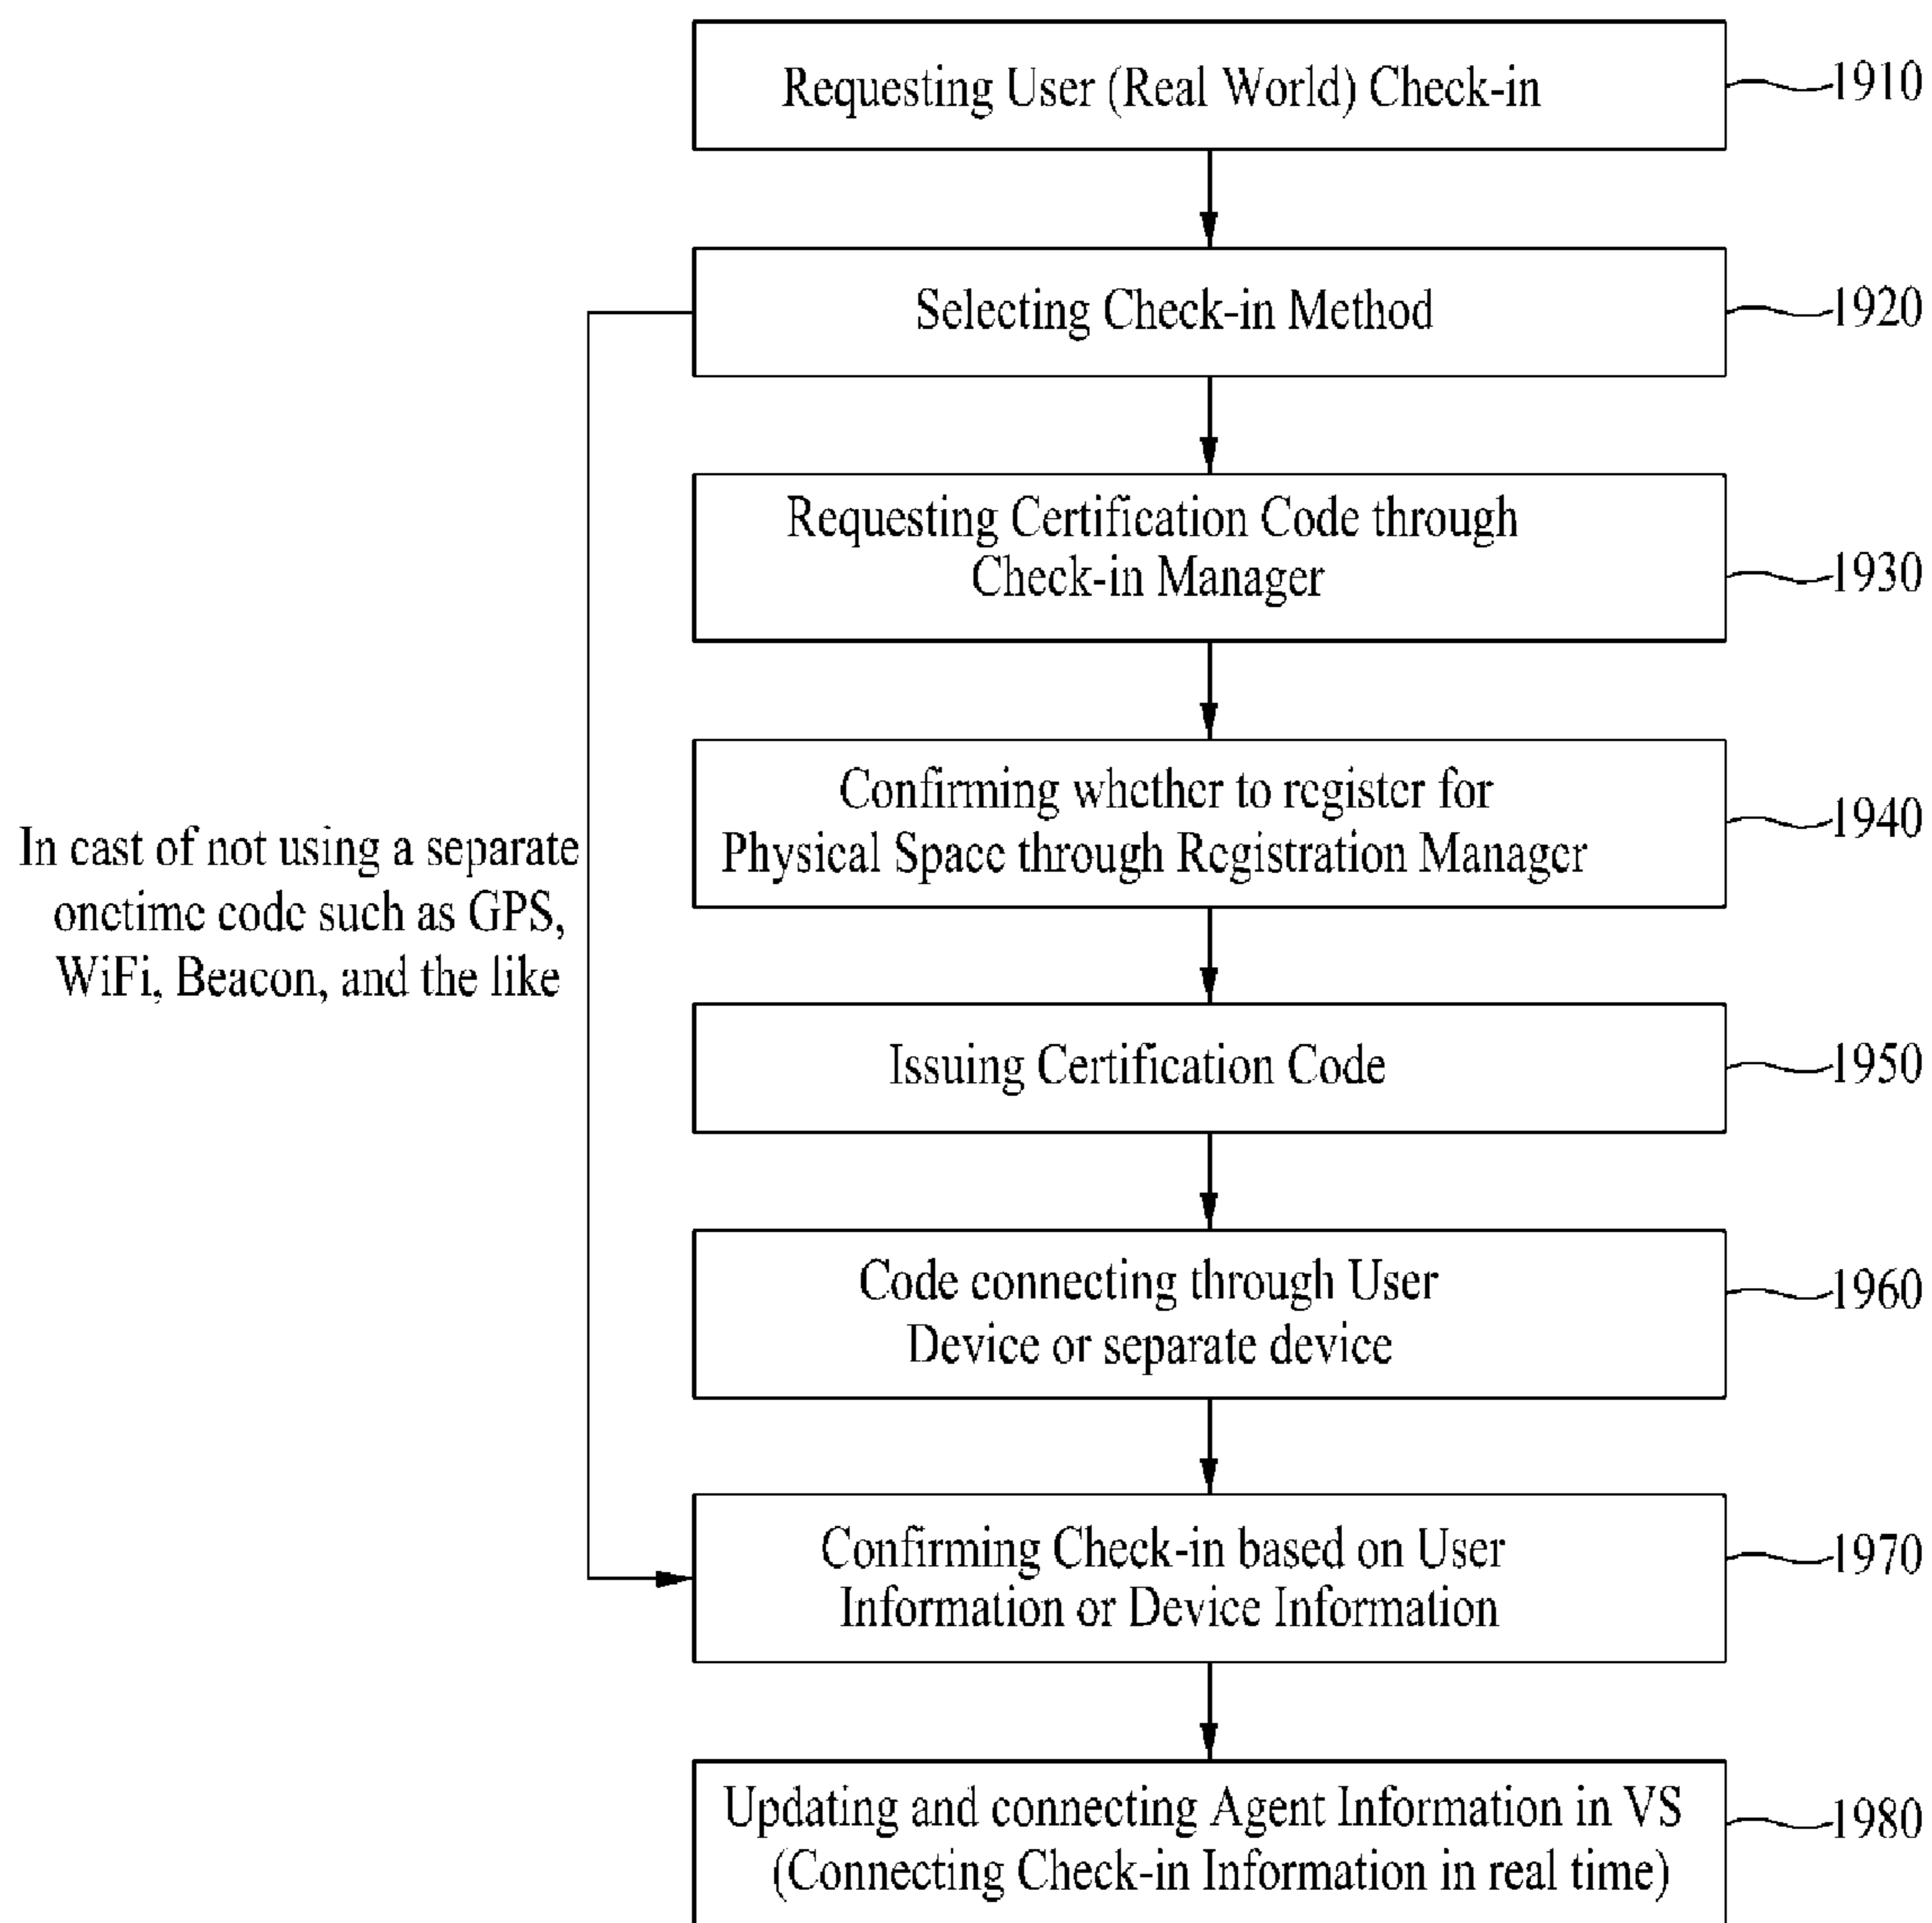 Requesting User (Real World) Check-in
1910
Selecting Check-in Method
1920
Requesting Certification Code through
Check-in Manager
1930
Confirming whether to register for
Physical Space through Registration Manager
1940
In cast of not using a separate
onetime code such as GPS,
WiFi, Beacon, and the like
Issuing Certification Code
1950
Code connecting through User
Device or separate device
1960
Confirming Check-in based on User
Information or Device Information
1970
Updating and connecting Agent Information in VS
(Connecting Check-in Information in real time)
1980